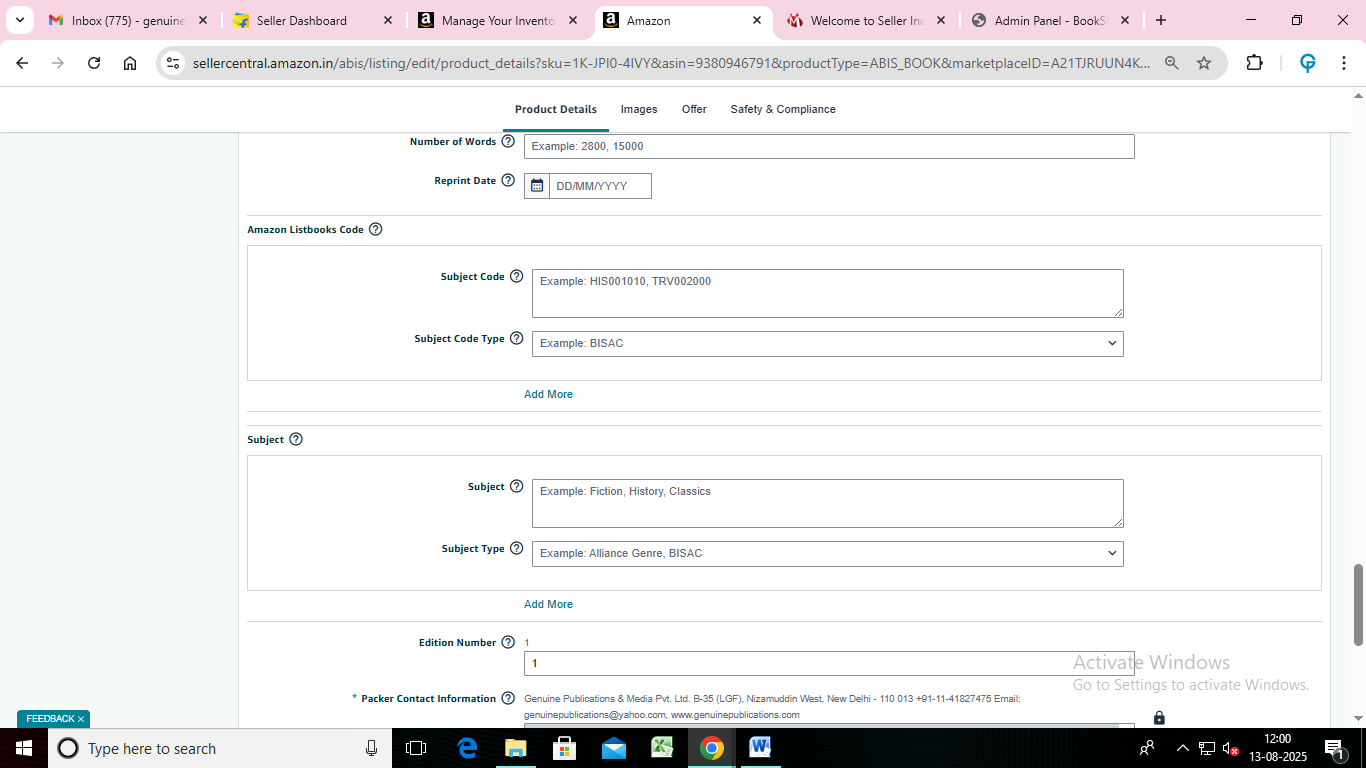 Inbox (775) - genuine
Seller Dashboard
Manage Your Invento
Amazon
Welcome to Seller In
Admin Panel - BookS
sellercentral.amazon.in/abis/listing/edit/product_details?sku=1K-JPI0-4IVY&asin=9380946791&productType=ABIS_BOOK&marketplaceID=A21TJRUUN4K...
Product Details
Images
Offer
Safety & Compliance
Number of Words
Example: 2800, 15000
Reprint Date
DD/MM/YYYY
Amazon Listbooks Code
Subject Code
Example: HIS001010, TRV002000
Subject Code Type
Example: BISAC
Add More
Subject
Subject
Example: Fiction, History, Classics
Subject Type
Example: Alliance Genre, BISAC
Add More
Edition Number
1
1
Activate Windows
Go to Settings to activate Windows.
* Packer Contact Information
Genuine Publications & Media Pvt. Ltd. B-35 (LGF), Nizamuddin West, New Delhi - 110 013 +91-11-41827475 Email:
genuinepublications@yahoo.com, www.genuinepublications.com
FEEDBACK
Type here to search
12:00
13-08-2025
1